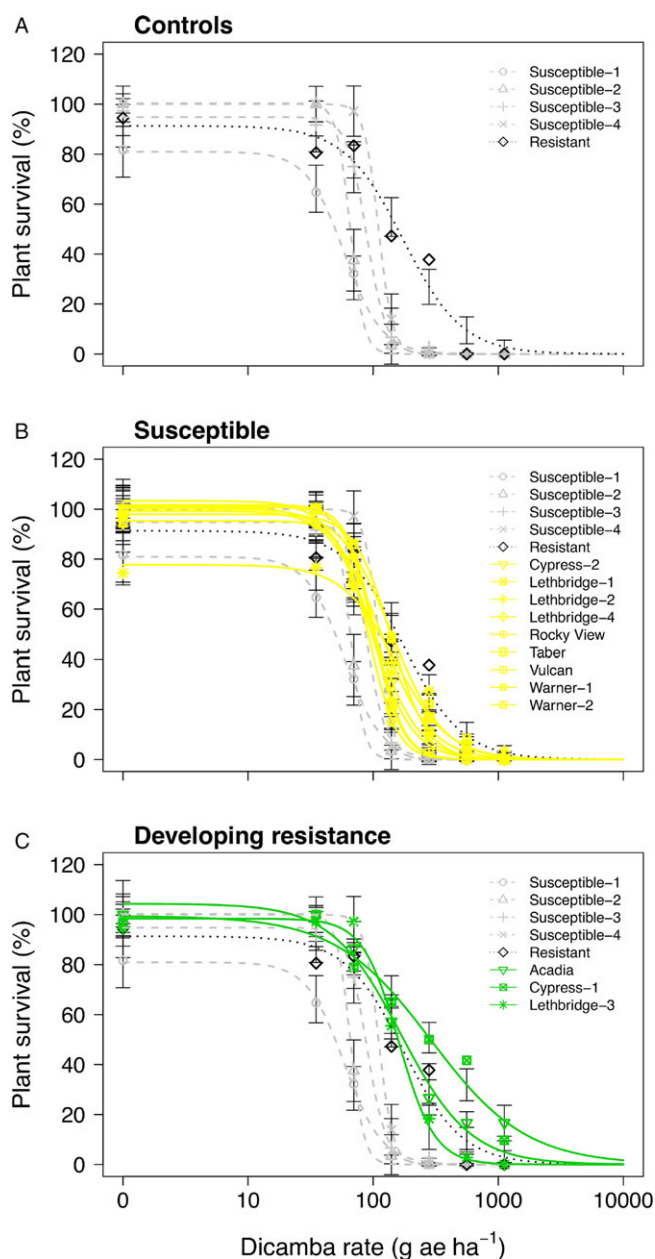 A
Controls
120
100
80
60
40
20
0
Plant survival (%)
Susceptible−1
Susceptible−2
Susceptible−3
Susceptible−4
Resistant
B
Susceptible
120
100
80
60
40
20
0
Plant survival (%)
Susceptible−1
Susceptible−2
Susceptible−3
Susceptible−4
Resistant
Cypress−2
Lethbridge−1
Lethbridge−2
Lethbridge−4
Rocky View
Taber
Vulcan
Warner−1
Warner−2
C
Developing resistance
120
100
80
60
40
20
0
Plant survival (%)
Susceptible−1
Susceptible−2
Susceptible−3
Susceptible−4
Resistant
Acadia
Cypress−1
Lethbridge−3
0 10 100 1000 10000
Dicamba rate (g ae ha⁻¹)